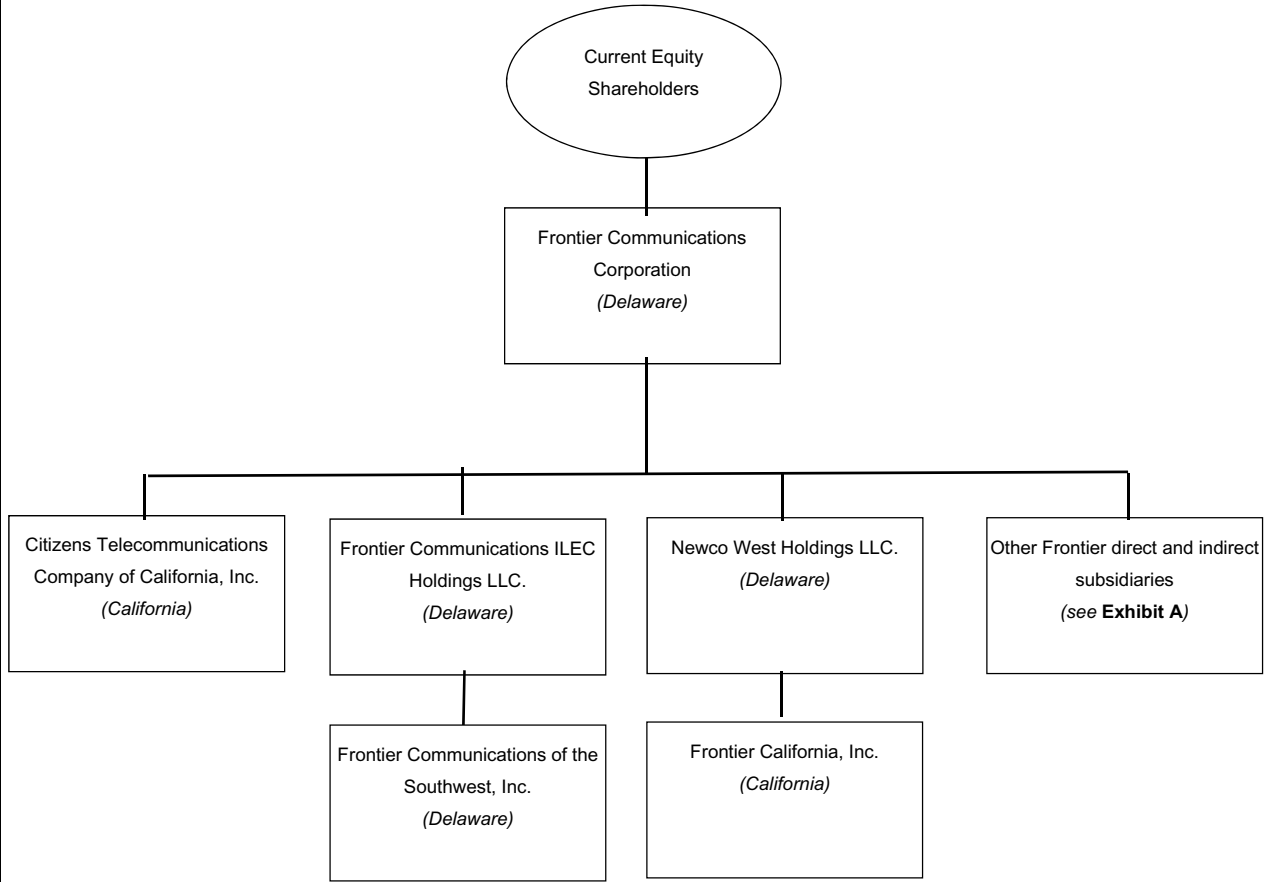 Current Equity
Shareholders
Frontier Communications
Corporation
(Delaware)
Citizens Telecommunications
Company of California, Inc.
(California)
Frontier Communications ILEC
Holdings LLC.
(Delaware)
Newco West Holdings LLC.
(Delaware)
Other Frontier direct and indirect
subsidiaries
(see Exhibit A)
Frontier Communications of the
Southwest, Inc.
(Delaware)
Frontier California, Inc.
(California)